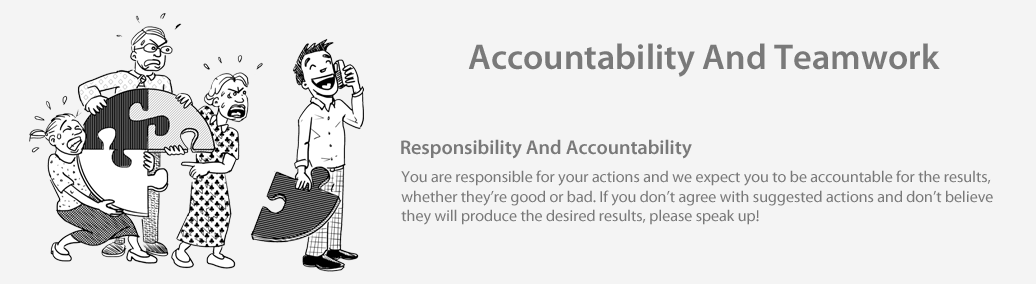 Accountability And Teamwork
Responsibility And Accountability
You are responsible for your actions and we expect you to be accountable for the results,
whether they’re good or bad. If you don’t agree with suggested actions and don’t believe
they will produce the desired results, please speak up!